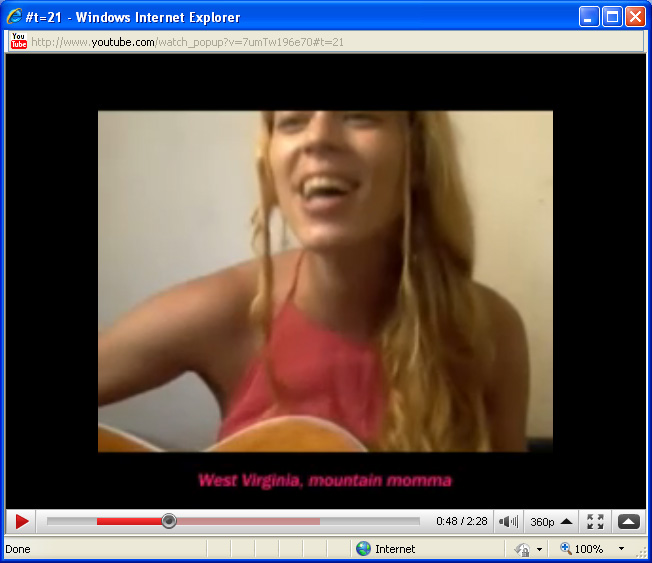 #t=21 - Windows Internet Explorer
You Tube http://www.youtube.com/watch_popup?v=7umTw196e70#t=21
West Virginia, mountain momma
0:48 / 2:28 360p
Done Internet 100%